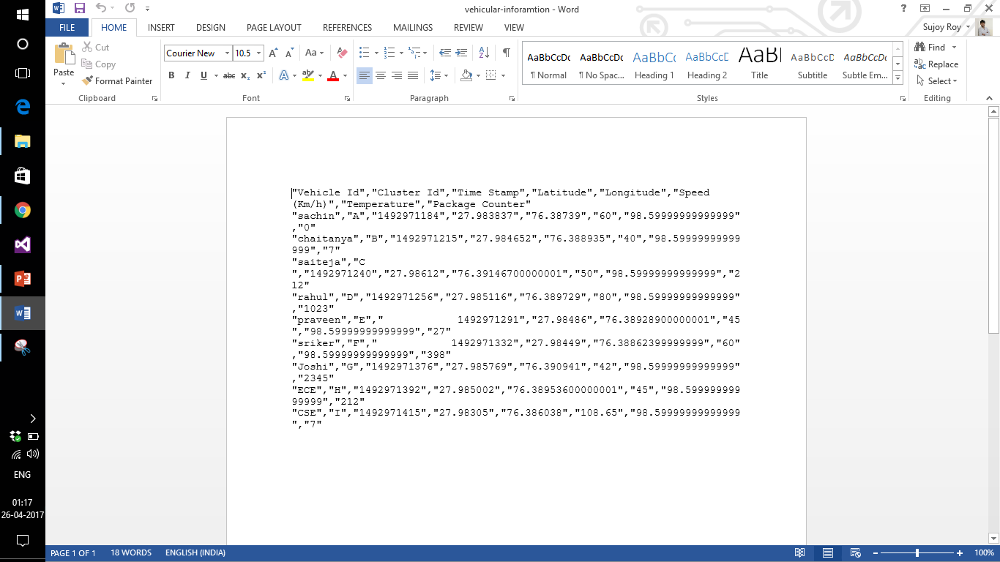 vehicular-inforamtion - Word
?
FILE HOME INSERT DESIGN PAGE LAYOUT REFERENCES MAILINGS REVIEW VIEW Sujoy Roy
Paste
Cut
Copy
Format Painter
Clipboard
Courier New 10.5 Aa
B I U abc x₂ x² A A
Font
Paragraph
AaBbCcDc AaBbCcDc AaBbCc AaBbCcD AaBl AaBbCcD AaBbCcDc
¶ Normal ¶ No Spac... Heading 1 Heading 2 Title Subtitle Subtle Em...
Styles
Find
Replace
Select
Editing
"Vehicle Id","Cluster Id","Time Stamp","Latitude","Longitude","Speed
(Km/h)","Temperature","Package Counter"
"sachin","A","1492971184","27.983837","76.38739","60","98.59999999999999"
,"0"
"chaitanya","B","1492971215","27.984652","76.388935","40","98.59999999999
999","7"
"saiteja","C
","1492971240","27.98612","76.39146700000001","50","98.59999999999999","2
12"
"rahul","D","1492971256","27.985116","76.389729","80","98.59999999999999"
,"1023"
"praveen","E"," 1492971291","27.98486","76.38928900000001","45
","98.59999999999999","27"
"sriker","F"," 1492971332","27.98449","76.38862399999999","60"
,"98.59999999999999","398"
"Joshi","G","1492971376","27.985769","76.390941","42","98.59999999999999"
,"2345"
"ECE","H","1492971392","27.985002","76.38953600000001","45","98.599999999
99999","212"
"CSE","I","1492971415","27.98305","76.386038","108.65","98.59999999999999
","7"
ENG
01:17
26-04-2017
PAGE 1 OF 1 18 WORDS ENGLISH (INDIA) 100%